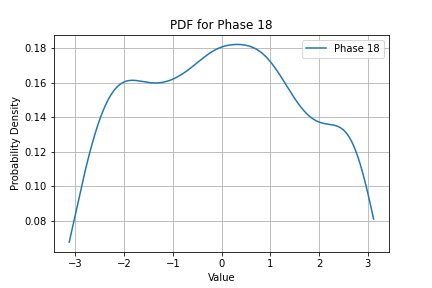 PDF for Phase 18
Phase 18
0.18
0.16
0.14
0.12
0.10
0.08
Probability Density
−3 −2 −1 0 1 2 3
Value